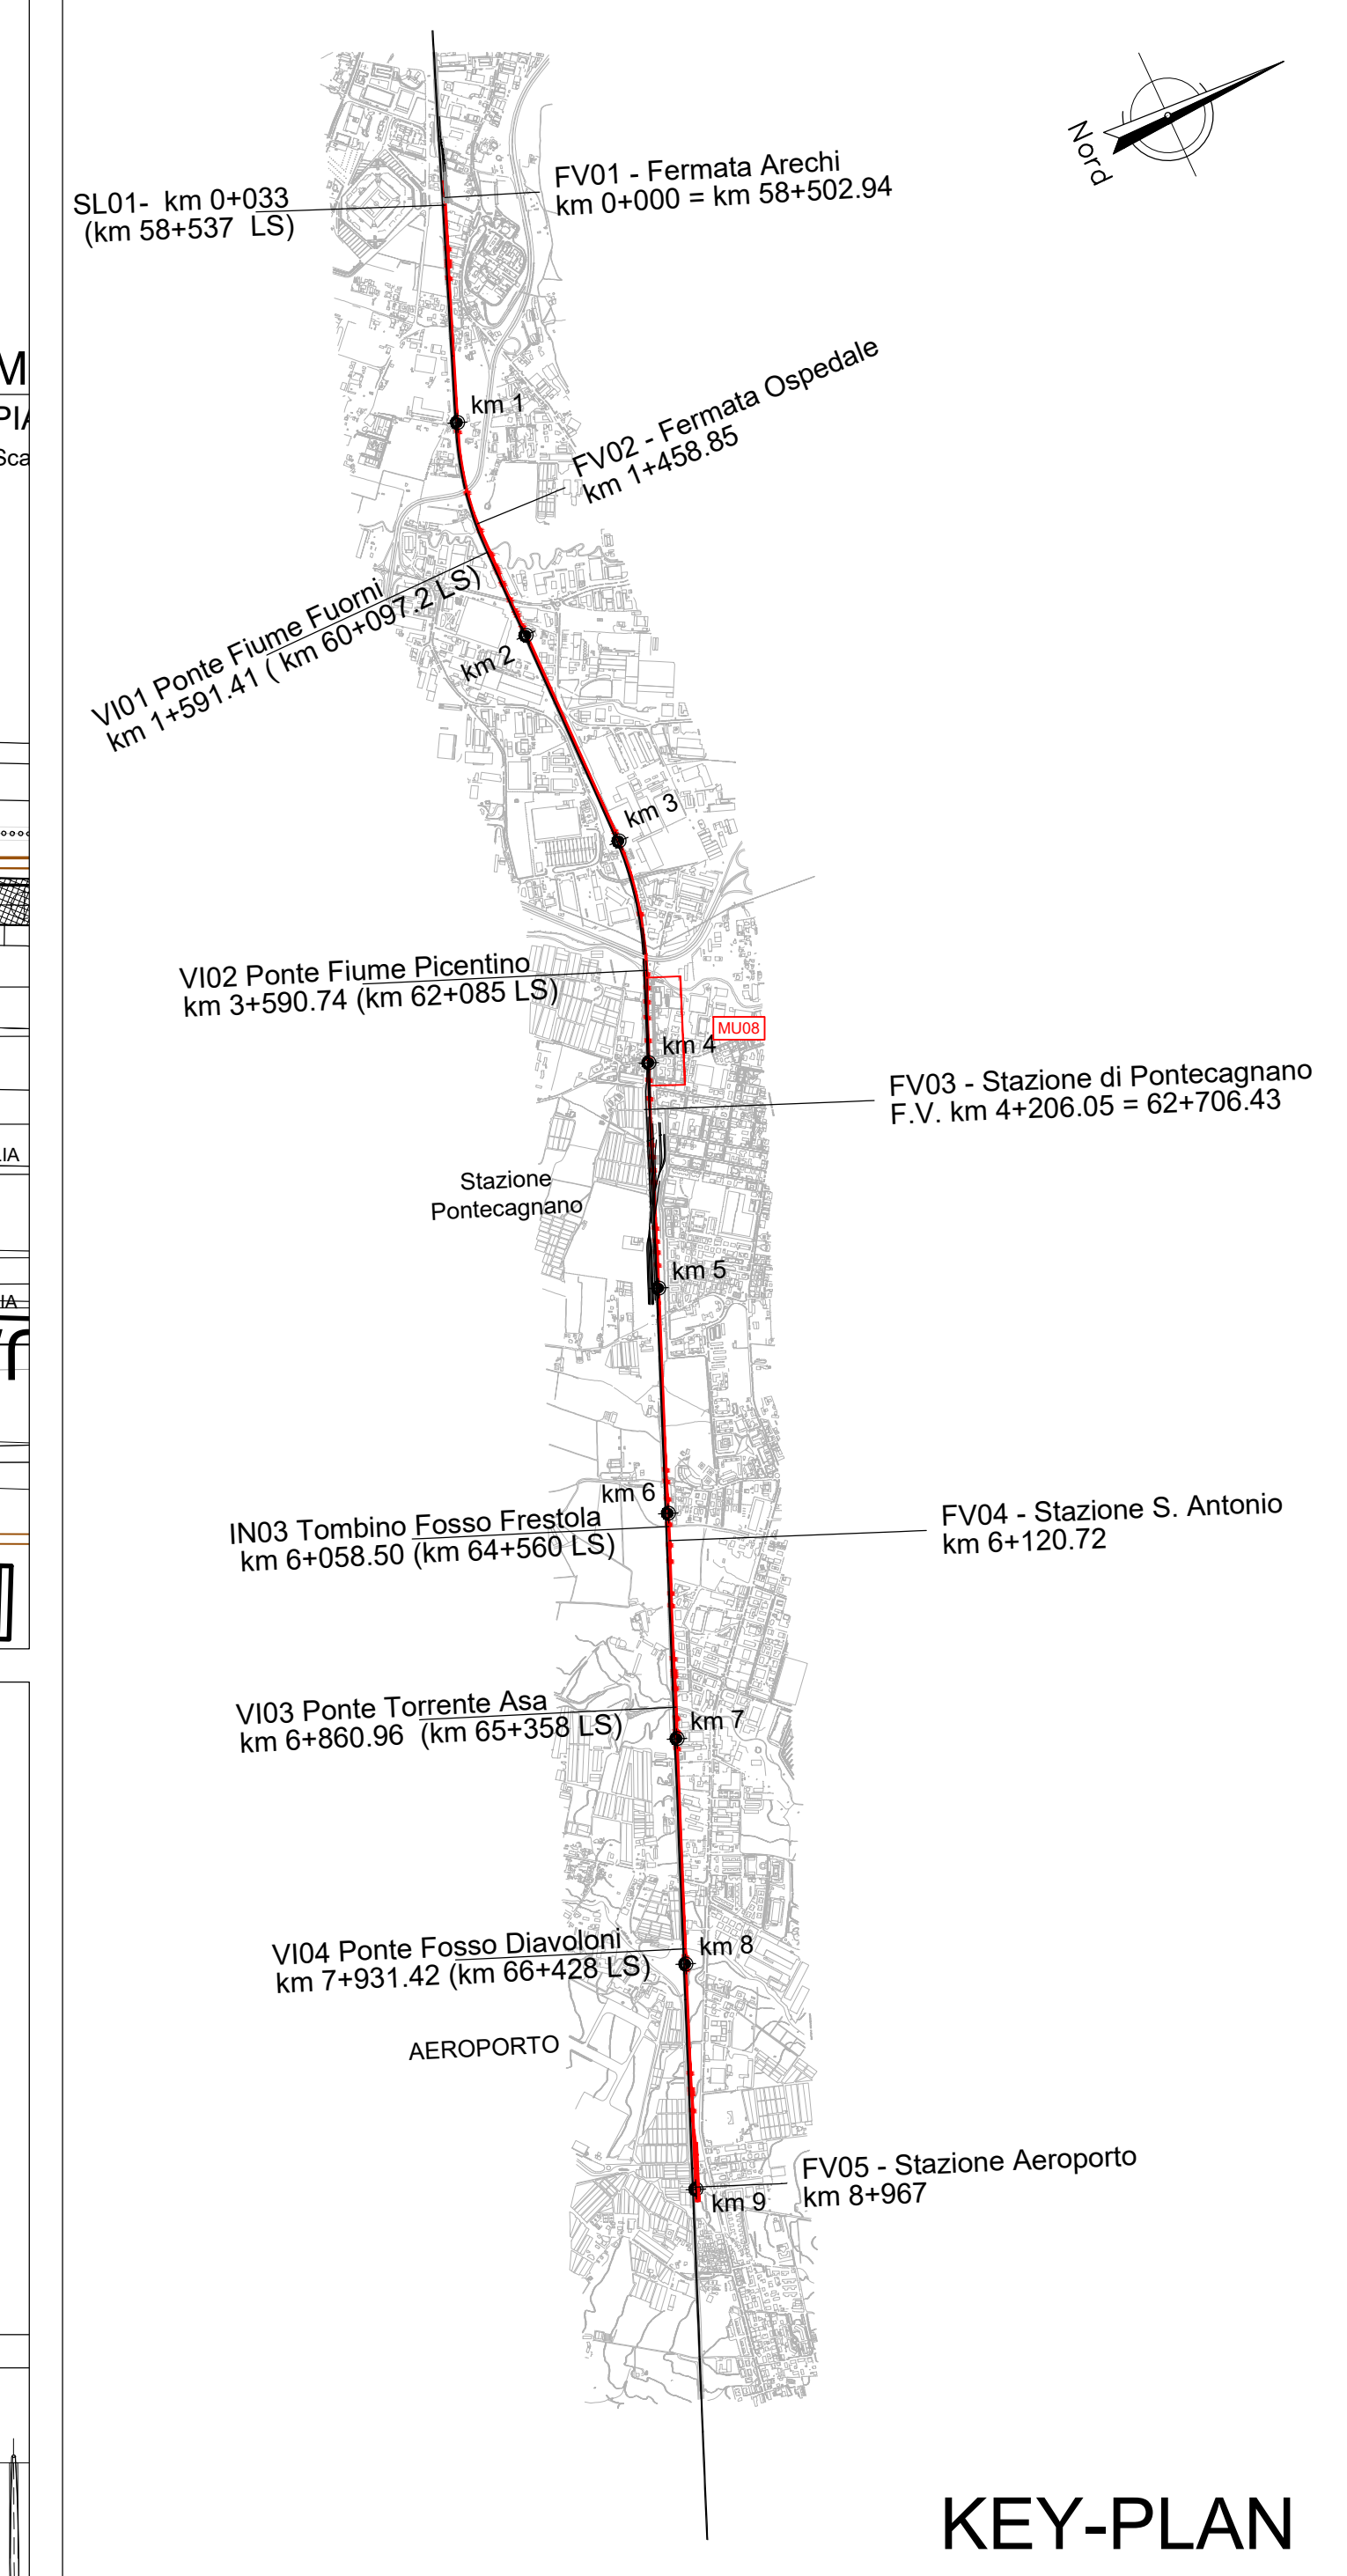 Nord
FV01 - Fermata Arechi
km 0+000 = km 58+502.94
SL01- km 0+033
(km 58+537 LS)
km 1
FV02 - Fermata Ospedale
km 1+458.85
VI01 Ponte Fiume Fuorni
km 1+591.41 ( km 60+097.2 LS)
km 2
km 3
VI02 Ponte Fiume Picentino
km 3+590.74 (km 62+085 LS)
MU08
km 4
FV03 - Stazione di Pontecagnano
F.V. km 4+206.05 = 62+706.43
Stazione
Pontecagnano
km 5
km 6
IN03 Tombino Fosso Frestola
km 6+058.50 (km 64+560 LS)
FV04 - Stazione S. Antonio
km 6+120.72
VI03 Ponte Torrente Asa
km 6+860.96 (km 65+358 LS)
km 7
VI04 Ponte Fosso Diavoloni
km 7+931.42 (km 66+428 LS)
km 8
AEROPORTO
FV05 - Stazione Aeroporto
km 8+967
km 9
KEY-PLAN